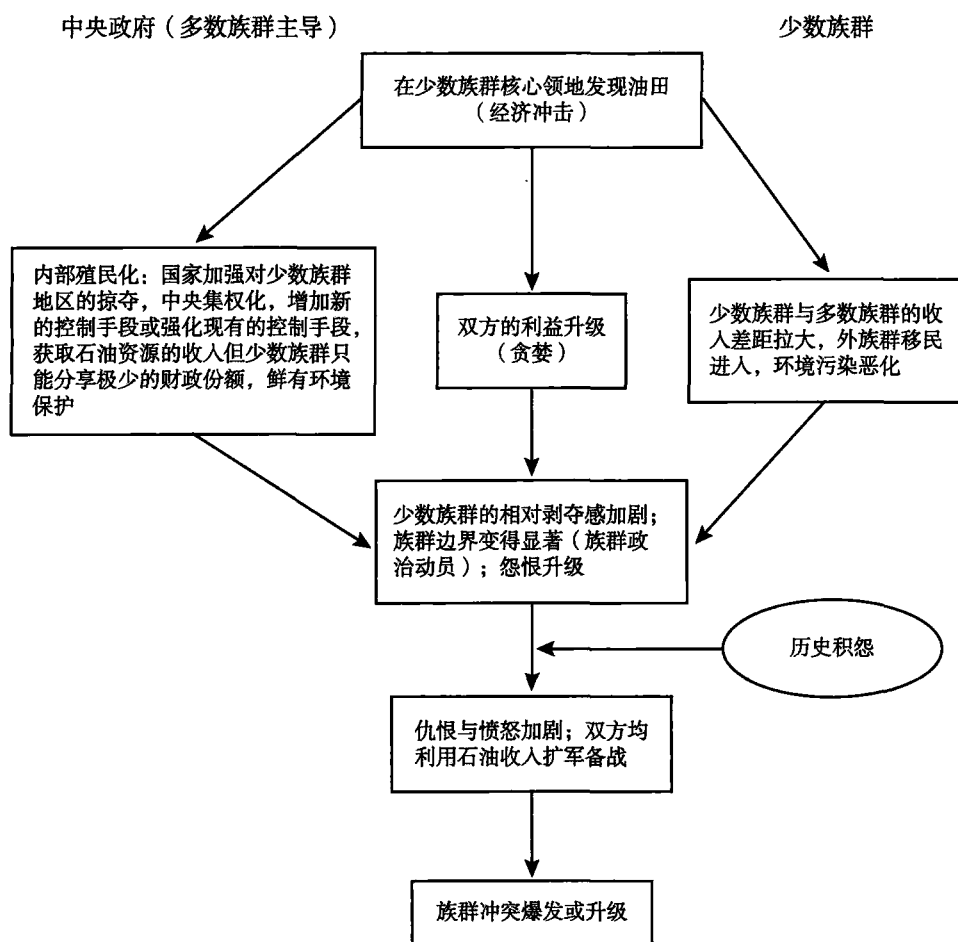 中央政府（多数族群主导）
少数族群
在少数族群核心领地发现油田
（经济冲击）
内部殖民化：国家加强对少数族群
地区的掠夺，中央集权化，增加新
的控制手段或强化现有的控制手段，
获取石油资源的收入但少数族群只
能分享极少的财政份额，鲜有环境
保护
双方的利益升级
（贪婪）
少数族群与多数族群的收
入差距拉大，外族群移民
进入，环境污染恶化
少数族群的相对剥夺感加剧；
族群边界变得显著（族群政
治动员）；怨恨升级
历史积怨
仇恨与愤怒加剧；双方均
利用石油收入扩军备战
族群冲突爆发或升级